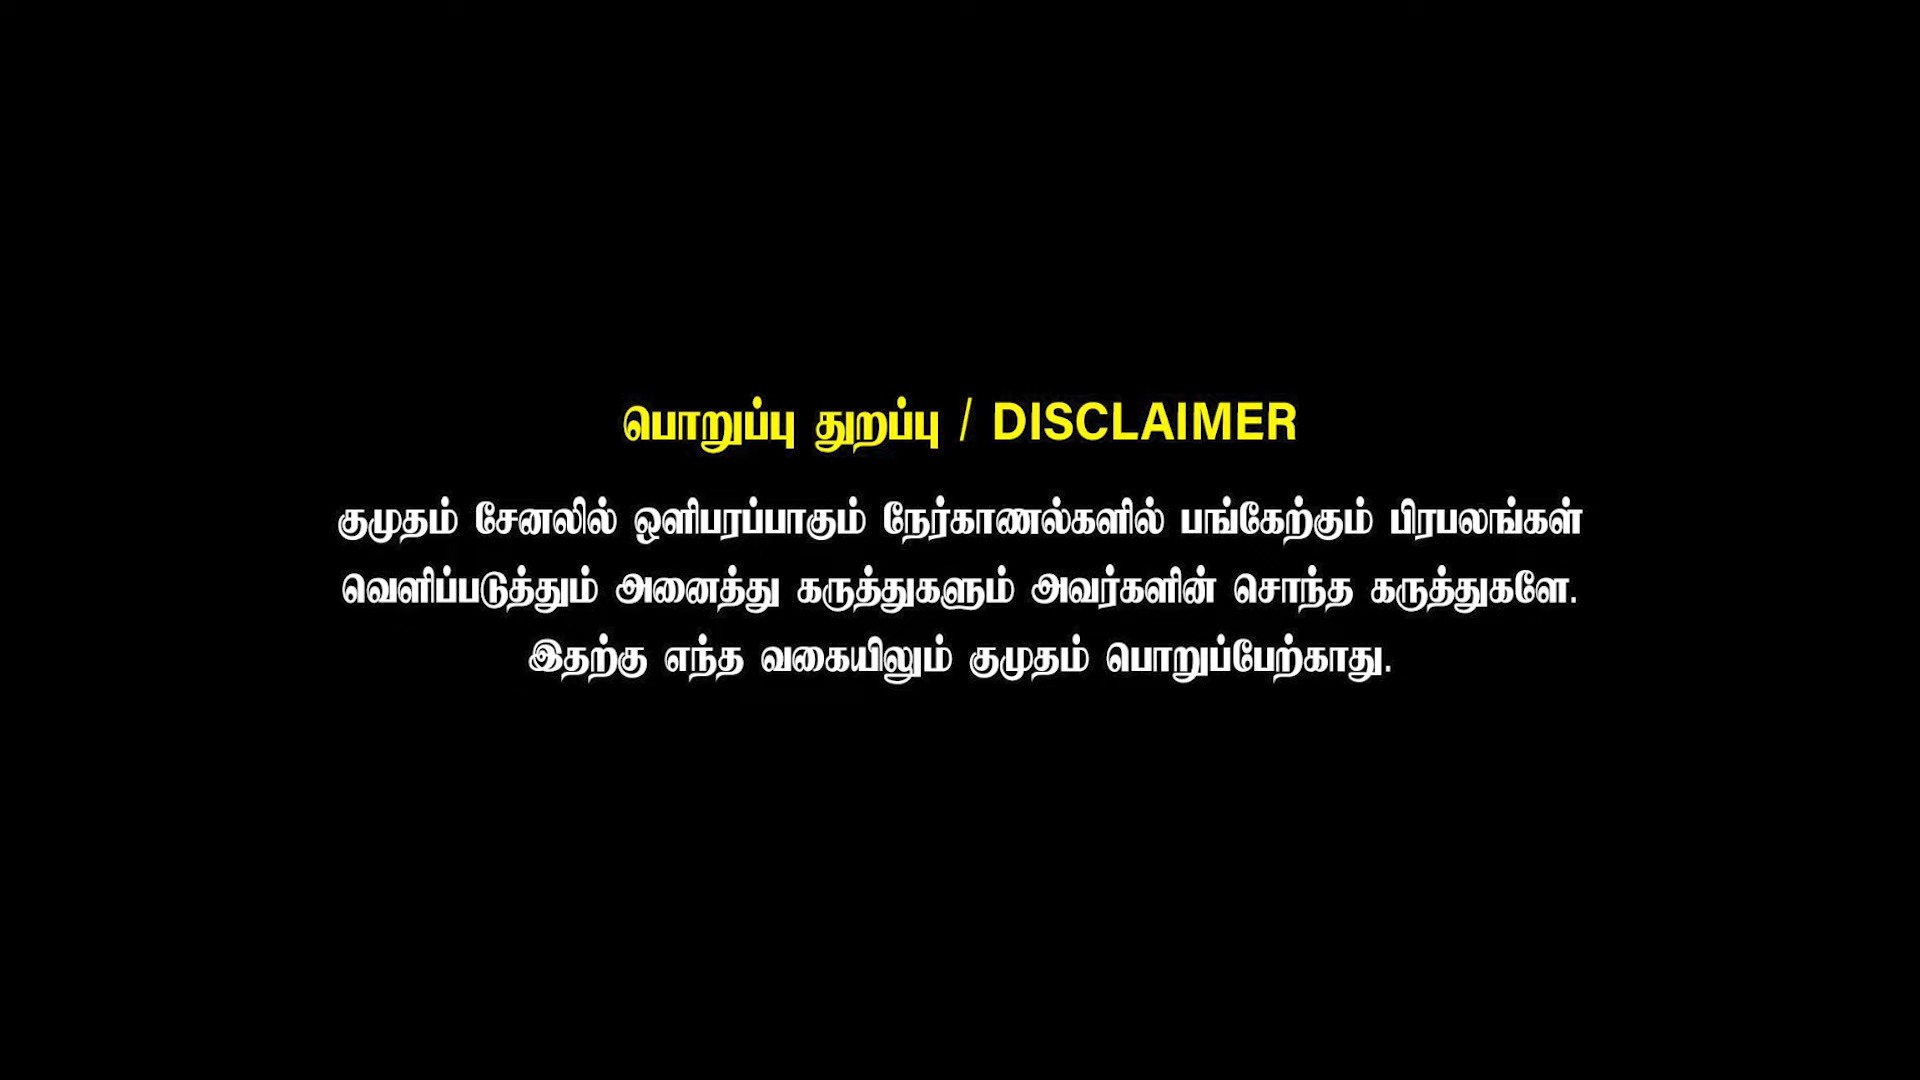 பொறுப்பு துறப்பு / DISCLAIMER
குமுதம் சேனலில் ஒளிபரப்பாகும் நேர்காணல்களில் பங்கேற்கும் பிரபலங்கள்
வெளிப்படுத்தும் அனைத்து கருத்துகளும் அவர்களின் சொந்த கருத்துகளே.
இதற்கு எந்த வகையிலும் குமுதம் பொறுப்பேற்காது.